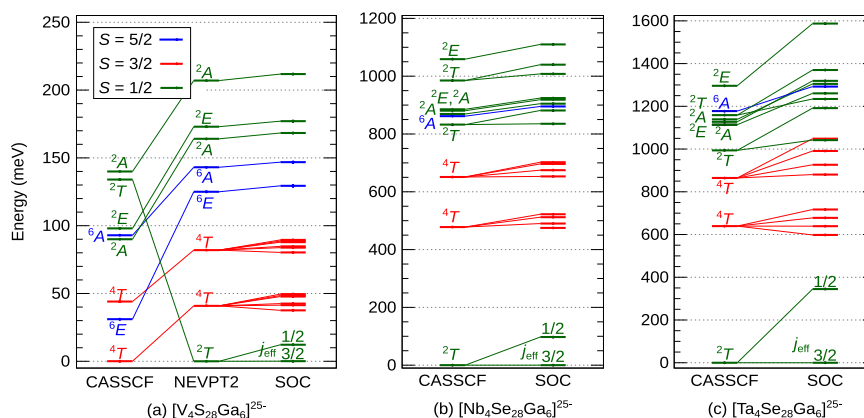 Energy (meV)
250
200
150
100
50
0
S = 5/2
S = 3/2
S = 1/2
²A
²E
²A
⁶A
⁶E
²A
²T
²E
⁶A
²A
⁴T
⁶E
⁴T
⁴T
⁴T
²T
1/2
j_eff 3/2
CASSCF NEVPT2 SOC
(a) [V₄S₂₈Ga₆]²⁵⁻
1200
1000
800
600
400
200
0
²E
²T
²E, ²A
²A
⁶A
²T
⁴T
⁴T
²T
1/2
j_eff 3/2
CASSCF SOC
(b) [Nb₄Se₂₈Ga₆]²⁵⁻
1600
1400
1200
1000
800
600
400
200
0
²E
⁶A
²T
²A
²E ²A
²T
⁴T
⁴T
²T
1/2
j_eff 3/2
CASSCF SOC
(c) [Ta₄Se₂₈Ga₆]²⁵⁻